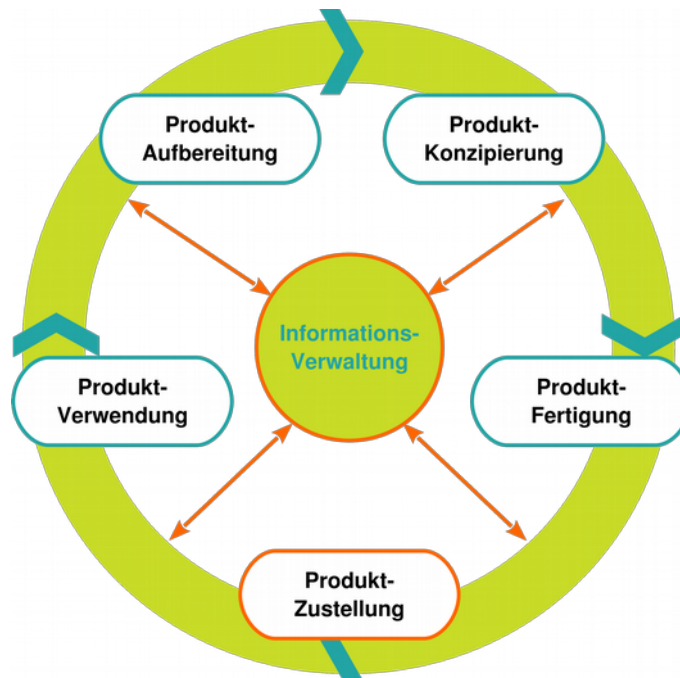 Produkt-
Aufbereitung
Produkt-
Konzipierung
Informations-
Verwaltung
Produkt-
Verwendung
Produkt-
Fertigung
Produkt-
Zustellung